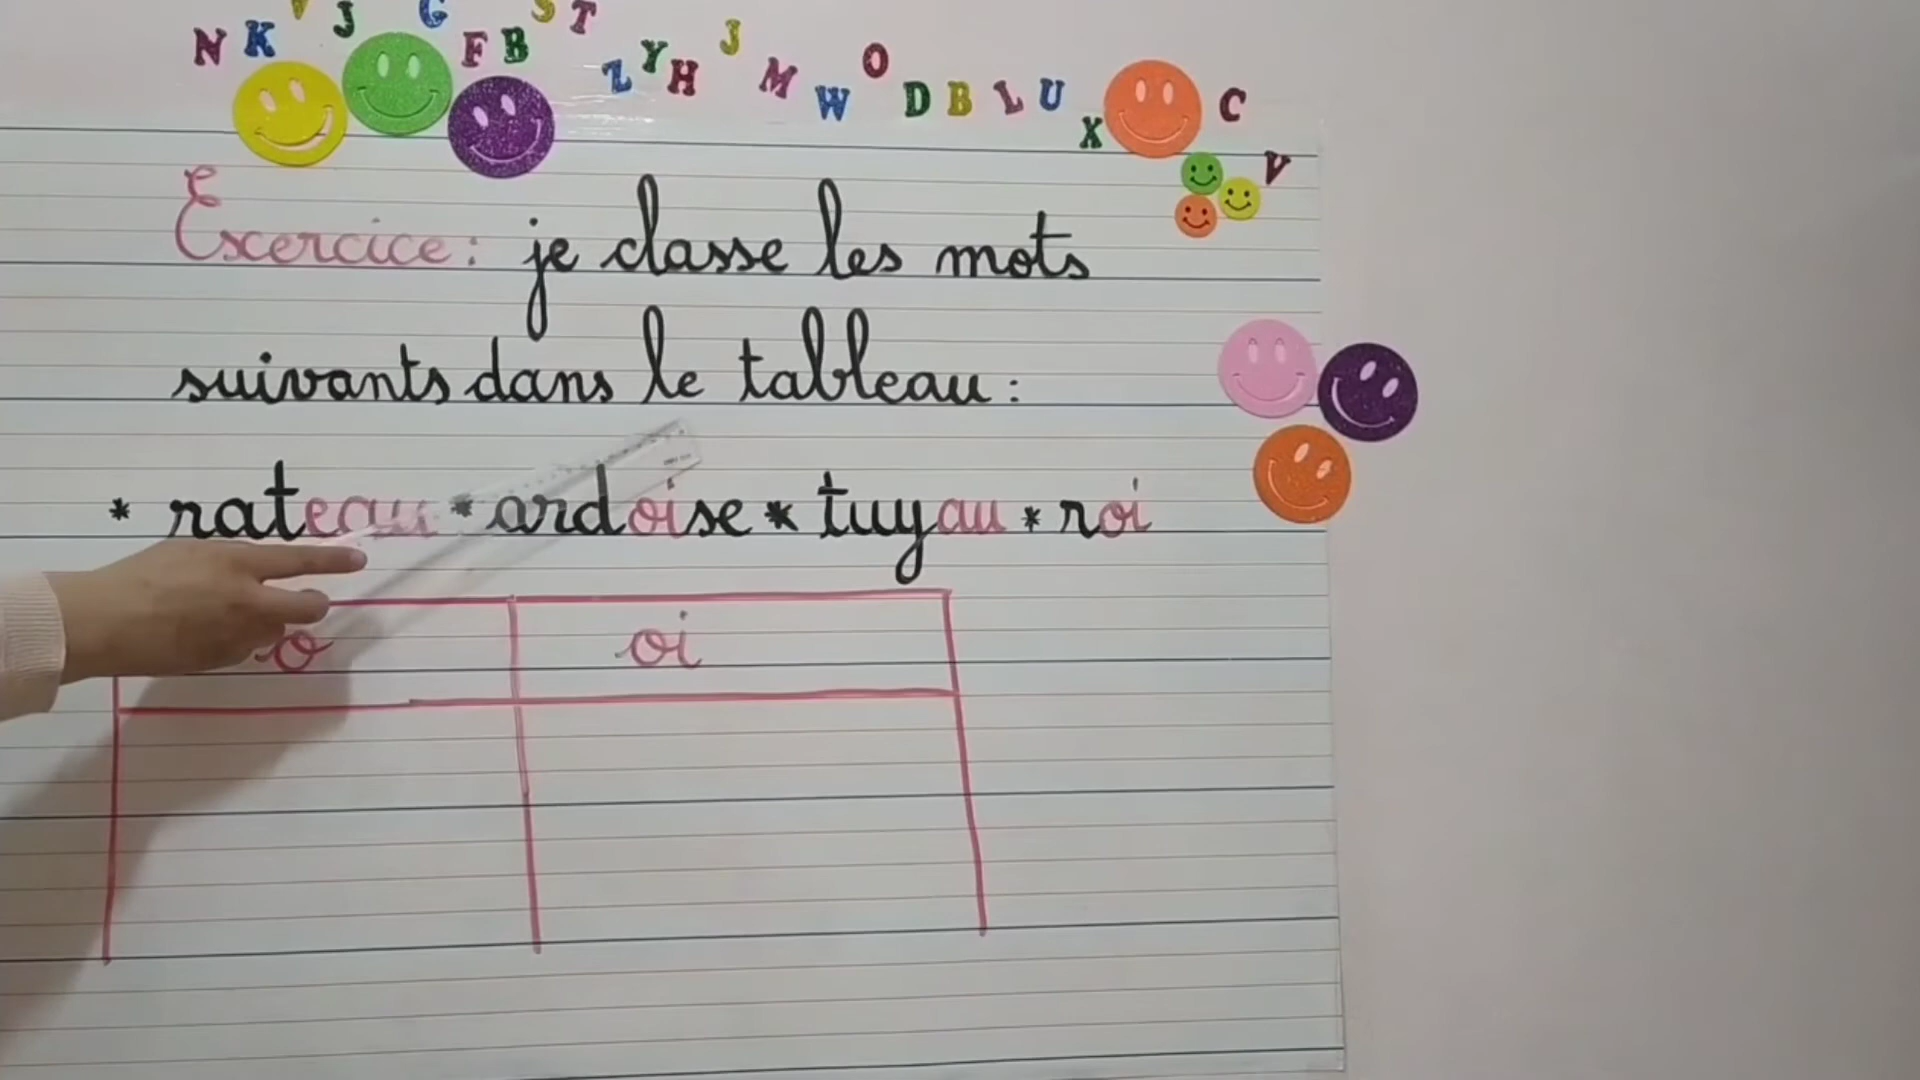 V J G S T
N K F B Z Y H J M W O D B L U X C
V
Exercice: je classe les mots
suivants dans le tableau :
* rateau * ardoise * tuyau * roi
o oi